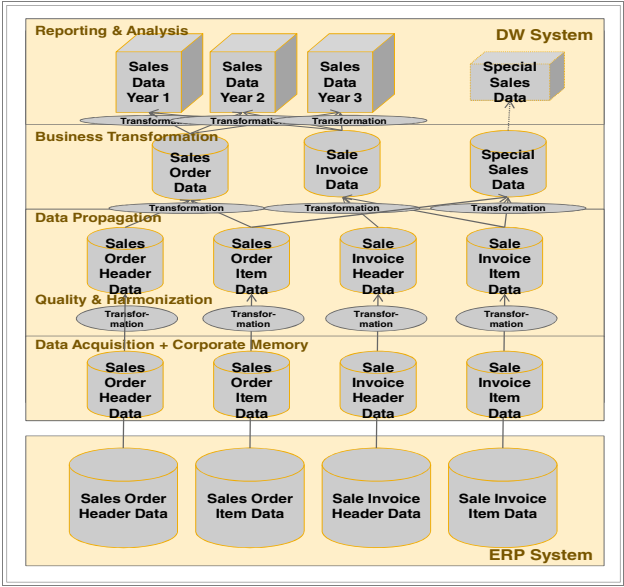 Reporting & Analysis
DW System
Sales
Data
Year 1
Sales
Data
Year 2
Sales
Data
Year 3
Special
Sales
Data
Transformation
Transformation
Transformation
Business Transformation
Sales
Order
Data
Sale
Invoice
Data
Special
Sales
Data
Transformation
Transformation
Transformation
Data Propagation
Sales
Order
Header
Data
Sales
Order
Item
Data
Sale
Invoice
Header
Data
Sale
Invoice
Item
Data
Quality & Harmonization
Transfor-
mation
Transfor-
mation
Transfor-
mation
Transfor-
mation
Data Acquisition + Corporate Memory
Sales
Order
Header
Data
Sales
Order
Item
Data
Sale
Invoice
Header
Data
Sale
Invoice
Item
Data
Sales Order
Header Data
Sales Order
Item Data
Sale Invoice
Header Data
Sale Invoice
Item Data
ERP System